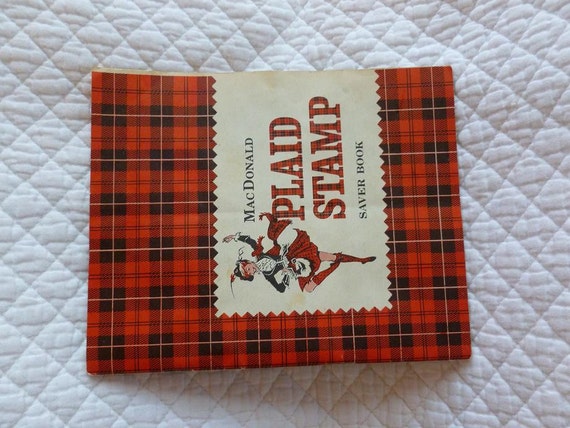 MacDonald
PLAID
STAMP
SAVER BOOK